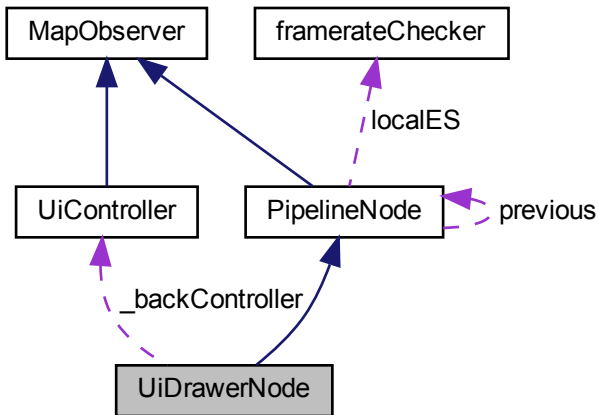 MapObserver
framerateChecker
localES
UiController
PipelineNode
previous
_backController
UiDrawerNode